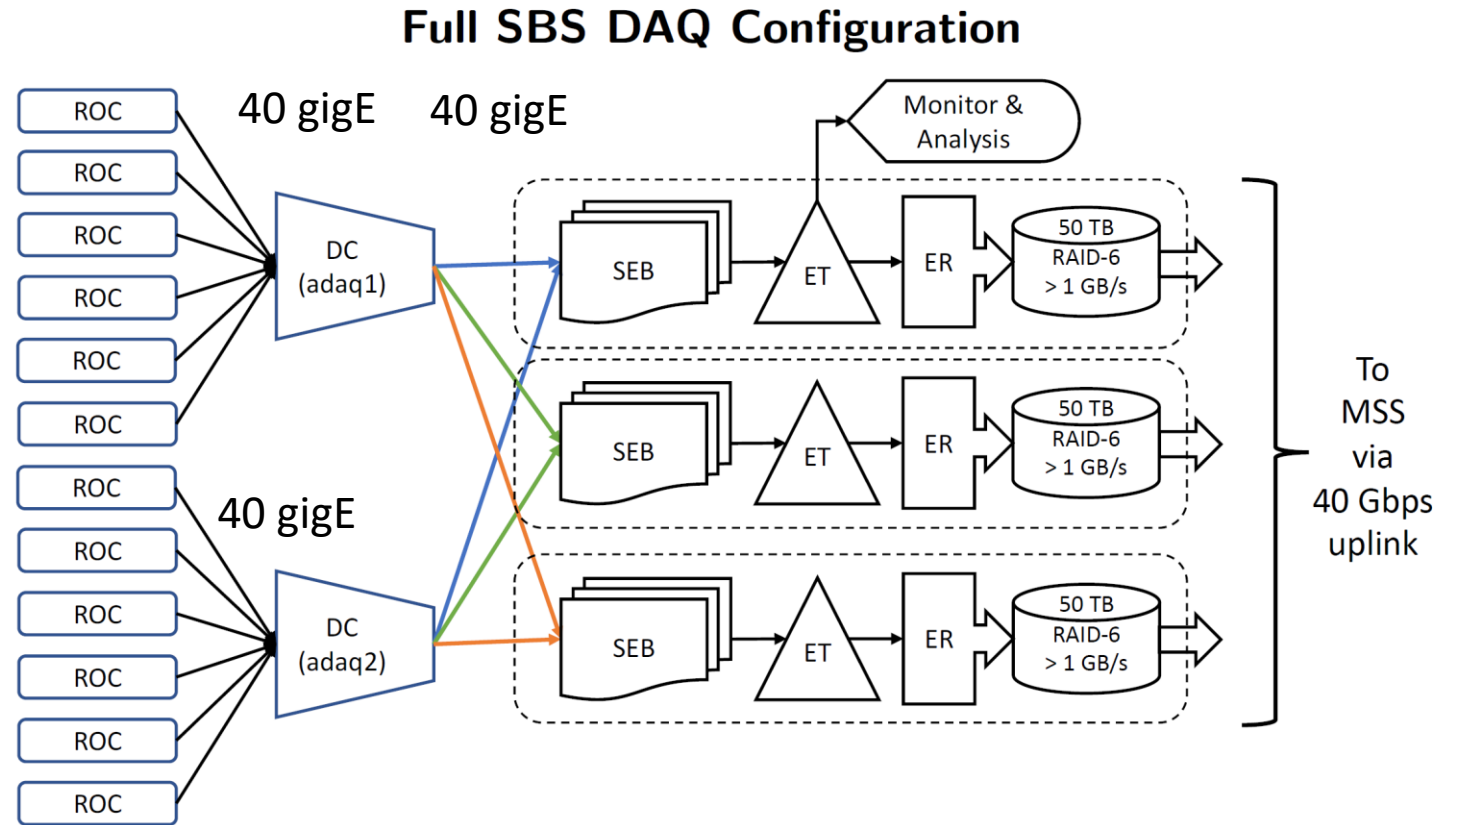 Full SBS DAQ Configuration
40 gigE
40 gigE
ROC
ROC
ROC
ROC
ROC
ROC
DC
(adaq1)
Monitor &
Analysis
SEB
ET
ER
50 TB
RAID-6
> 1 GB/s
SEB
ET
ER
50 TB
RAID-6
> 1 GB/s
ROC
ROC
ROC
ROC
ROC
ROC
40 gigE
DC
(adaq2)
SEB
ET
ER
50 TB
RAID-6
> 1 GB/s
To
MSS
via
40 Gbps
uplink